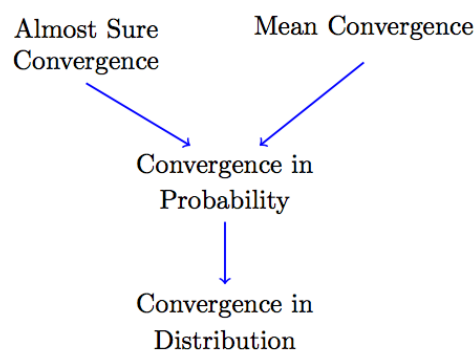 Almost Sure
Convergence
Mean Convergence
Convergence in
Probability
Convergence in
Distribution